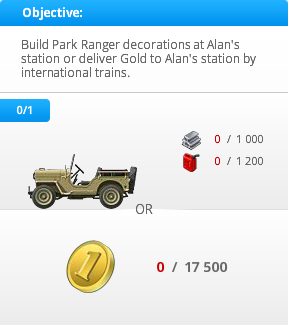 Objective:
Build Park Ranger decorations at Alan's
station or deliver Gold to Alan's station by
international trains.
0/1
0 / 1 000
0 / 1 200
OR
1
0 / 17 500